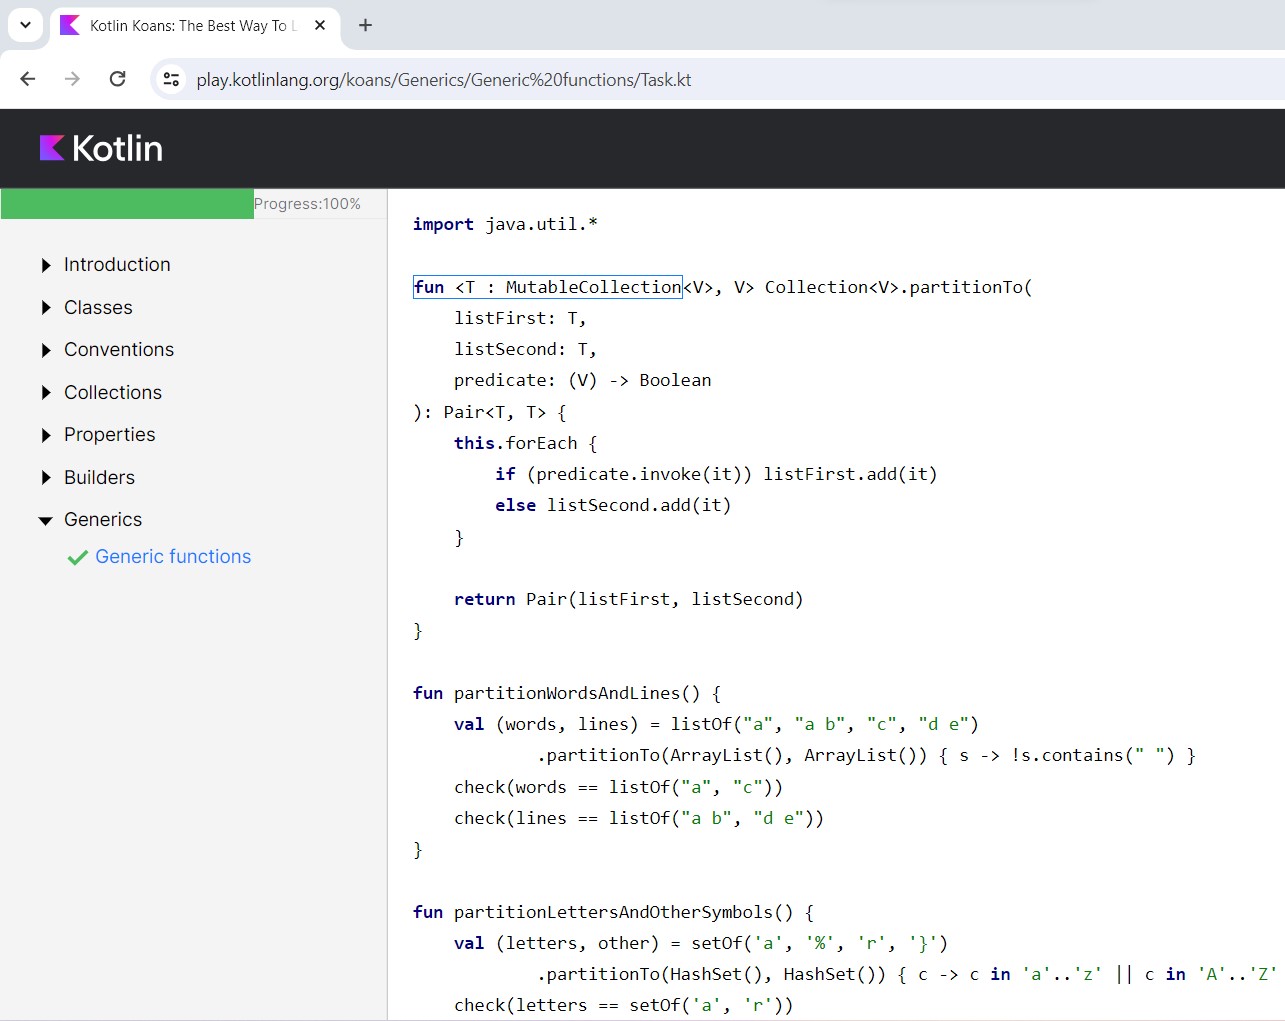 Kotlin Koans: The Best Way To L
play.kotlinlang.org/koans/Generics/Generic%20functions/Task.kt
Kotlin
Progress:100%
Introduction
Classes
Conventions
Collections
Properties
Builders
Generics
Generic functions
import java.util.*
fun <T : MutableCollection<V>, V> Collection<V>.partitionTo(
listFirst: T,
listSecond: T,
predicate: (V) -> Boolean
): Pair<T, T> {
this.forEach {
if (predicate.invoke(it)) listFirst.add(it)
else listSecond.add(it)
}
return Pair(listFirst, listSecond)
}
fun partitionWordsAndLines() {
val (words, lines) = listOf("a", "a b", "c", "d e")
.partitionTo(ArrayList(), ArrayList()) { s -> !s.contains(" ") }
check(words == listOf("a", "c"))
check(lines == listOf("a b", "d e"))
}
fun partitionLettersAndOtherSymbols() {
val (letters, other) = setOf('a', '%', 'r', '}')
.partitionTo(HashSet(), HashSet()) { c -> c in 'a'..'z' || c in 'A'..'Z'
check(letters == setOf('a', 'r'))